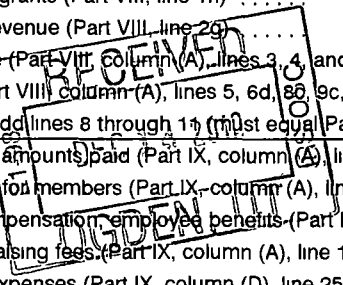 grants (Part VIII, line 1h) . . . . . .
evenue (Part VIII, line 2g) . . . . .
(Part VIII, column (A), lines 3, 4, and
rt VIII, column (A), lines 5, 6d, 8c, 9c,
dd lines 8 through 11 (must equal Pa
amounts paid (Part IX, column (A), li
for members (Part IX, column (A), lin
pensation, employee benefits (Part I
aising fees (Part IX, column (A), line 1
xpenses (Part IX, column (D), line 25
RECEIVED
OGDEN, UT